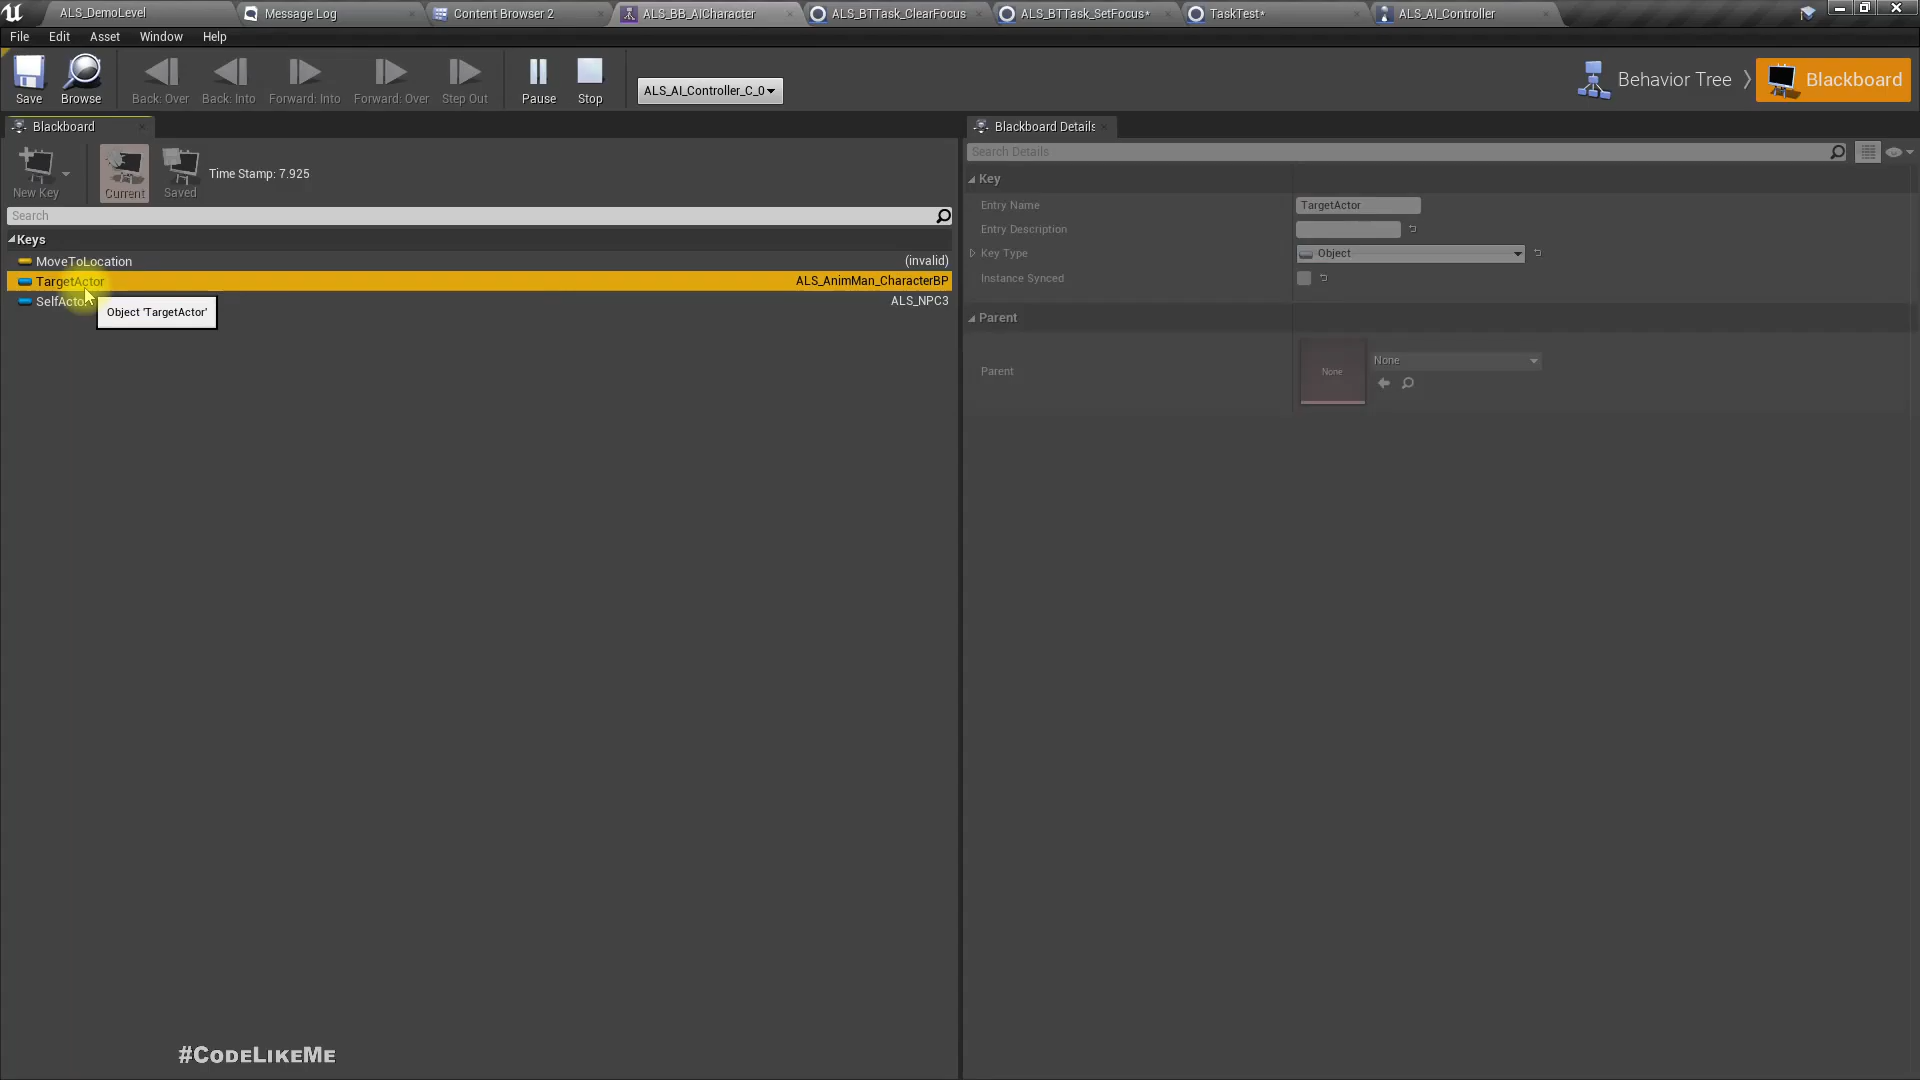 ALS_DemoLevel
Message Log
Content Browser 2
ALS_BB_AICharacter
ALS_BTTask_ClearFocus
ALS_BTTask_SetFocus*
TaskTest*
ALS_AI_Controller
File Edit Asset Window Help
Save
Browse
Back: Over
Back: Into
Forward: Into
Forward: Over
Step Out
Pause
Stop
ALS_AI_Controller_C_0
Behavior Tree
Blackboard
Blackboard
New Key
Current
Saved
Time Stamp: 7.925
Search
Keys
MoveToLocation (invalid)
TargetActor ALS_AnimMan_CharacterBP
SelfActor ALS_NPC3
Object 'TargetActor'
Blackboard Details
Search Details
Key
Entry Name TargetActor
Entry Description
Key Type Object
Instance Synced
Parent
Parent None None
#CodeLikeMe